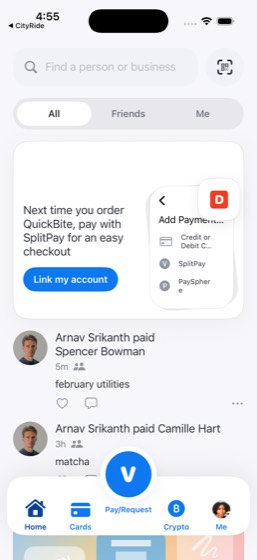 4:55
◀ CityRide
Find a person or business
All Friends Me
Next time you order
QuickBite, pay with
SplitPay for an easy
checkout
Link my account
D
Add Payment...
Credit or
Debit C...
V SplitPay
P PaySpher
e
Arnav Srikanth paid
Spencer Bowman
5m
february utilities
Arnav Srikanth paid Camille Hart
3h
matcha
V
Home Cards Pay/Request Crypto Me